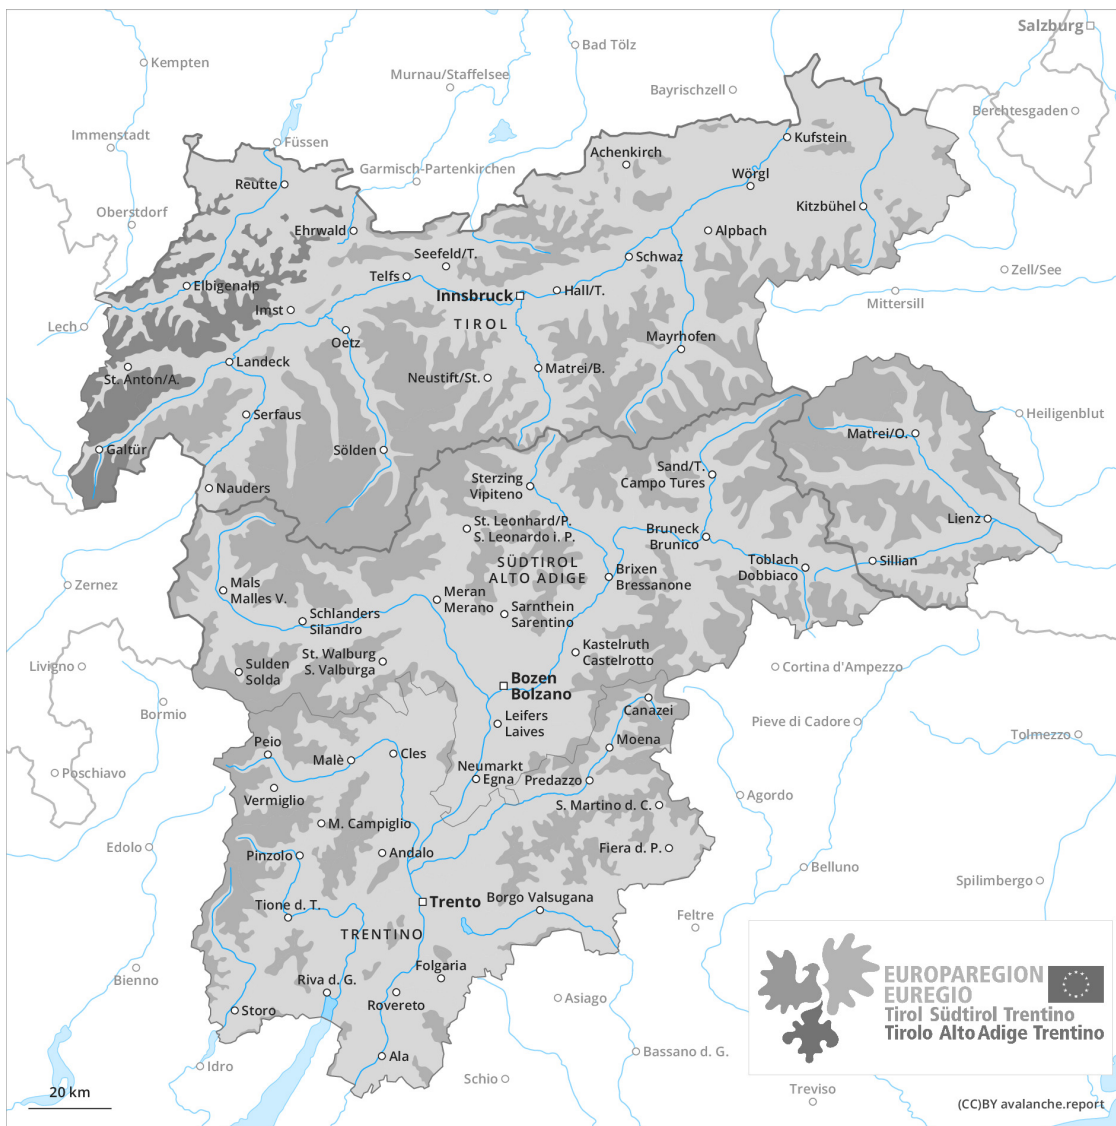 Salzburg
Bad Tölz
Kempten
Murnau/Staffelsee
Bayrischzell
Berchtesgaden
Immenstadt
Füssen
Kufstein
Achenkirch
Garmisch-Partenkirchen
Wörgl
Reutte
Kitzbühel
Oberstdorf
Ehrwald
Alpbach
Seefeld/T.
Schwaz
Telfs
Zell/See
Elbigenalp
Innsbruck
Hall/T.
Mittersill
Imst
TIROL
Lech
Oetz
Mayrhofen
Landeck
Matrei/B.
St. Anton/A.
Neustift/St.
Serfaus
Heiligenblut
Matrei/O.
Galtür
Sölden
Sand/T.
Campo Tures
Sterzing
Vipiteno
Nauders
Lienz
St. Leonhard/P.
S. Leonardo i. P.
Bruneck
Brunico
SÜDTIROL
ALTO ADIGE
Toblach
Dobbiaco
Sillian
Brixen
Bressanone
Zernez
Mals
Malles V.
Meran
Merano
Schlanders
Silandro
Sarnthein
Sarentino
Kastelruth
Castelrotto
St. Walburg
S. Valburga
Livigno
Sulden
Solda
Cortina d'Ampezzo
Bozen
Bolzano
Bormio
Canazei
Leifers
Laives
Pieve di Cadore
Tolmezzo
Peio
Moena
Malè
Cles
Neumarkt
Egna
Predazzo
Poschiavo
Vermiglio
Agordo
S. Martino d. C.
M. Campiglio
Edolo
Pinzolo
Andalo
Fiera d. P.
Belluno
Spilimbergo
Tione d. T.
Trento
Borgo Valsugana
Feltre
TRENTINO
Bienno
Folgaria
Riva d. G.
Rovereto
Asiago
Storo
EUROPAREGION
EUREGIO
Tirol Südtirol Trentino
Tirolo Alto Adige Trentino
Ala
Bassano d. G.
Idro
Schio
Treviso
20 km
(CC)BY avalanche.report